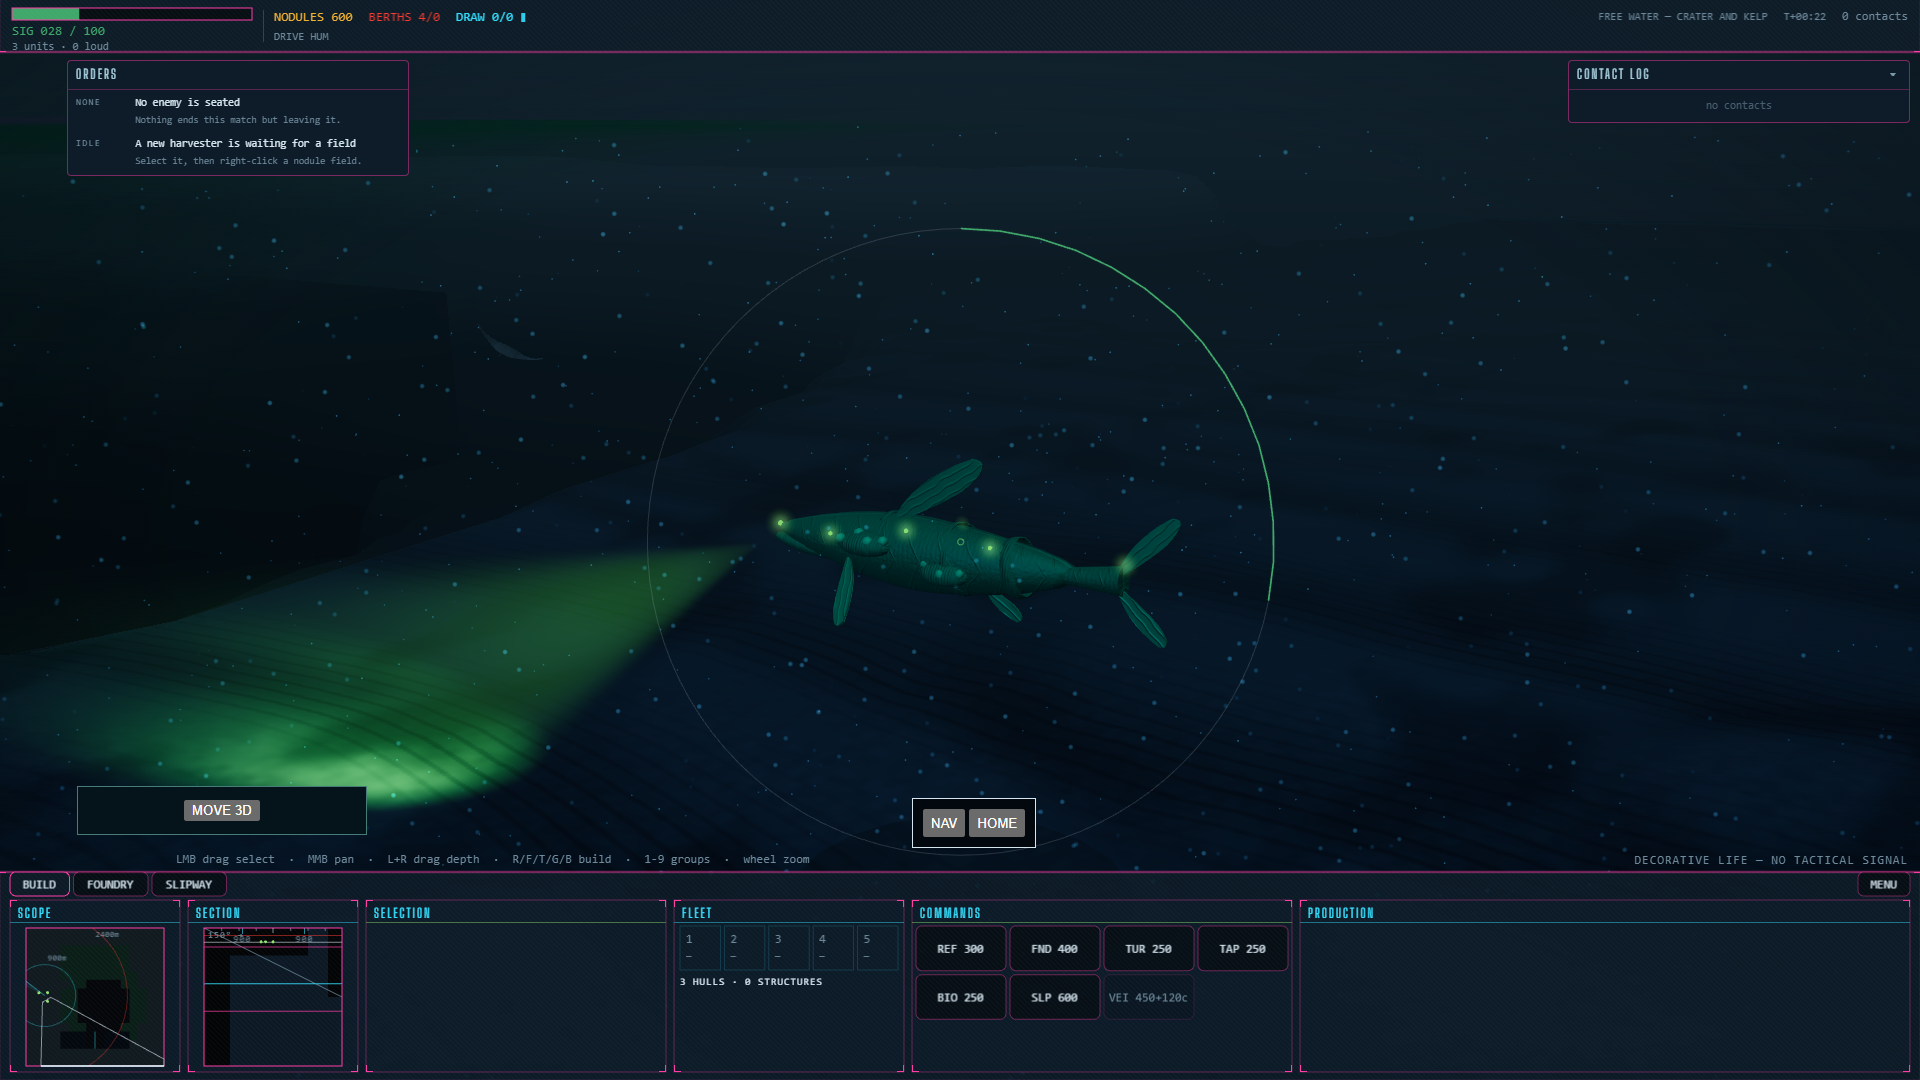 SIG 028 / 100
3 units · 0 loud
NODULES 600 BERTHS 4/0 DRAW 0/0
DRIVE HUM
FREE WATER — CRATER AND KELP T+00:22 0 contacts
ORDERS
NONE No enemy is seated
Nothing ends this match but leaving it.
IDLE A new harvester is waiting for a field
Select it, then right-click a nodule field.
CONTACT LOG
no contacts
MOVE 3D
NAV HOME
LMB drag select · MMB pan · L+R drag depth · R/F/T/G/B build · 1-9 groups · wheel zoom
DECORATIVE LIFE — NO TACTICAL SIGNAL
BUILD FOUNDRY SLIPWAY MENU
SCOPE
2400m
900m
SECTION
150°
900 900
SELECTION
FLEET
1 2 3 4 5
– – – – –
3 HULLS · 0 STRUCTURES
COMMANDS
REF 300 FND 400 TUR 250 TAP 250
BIO 250 SLP 600 VEI 450+120c
PRODUCTION